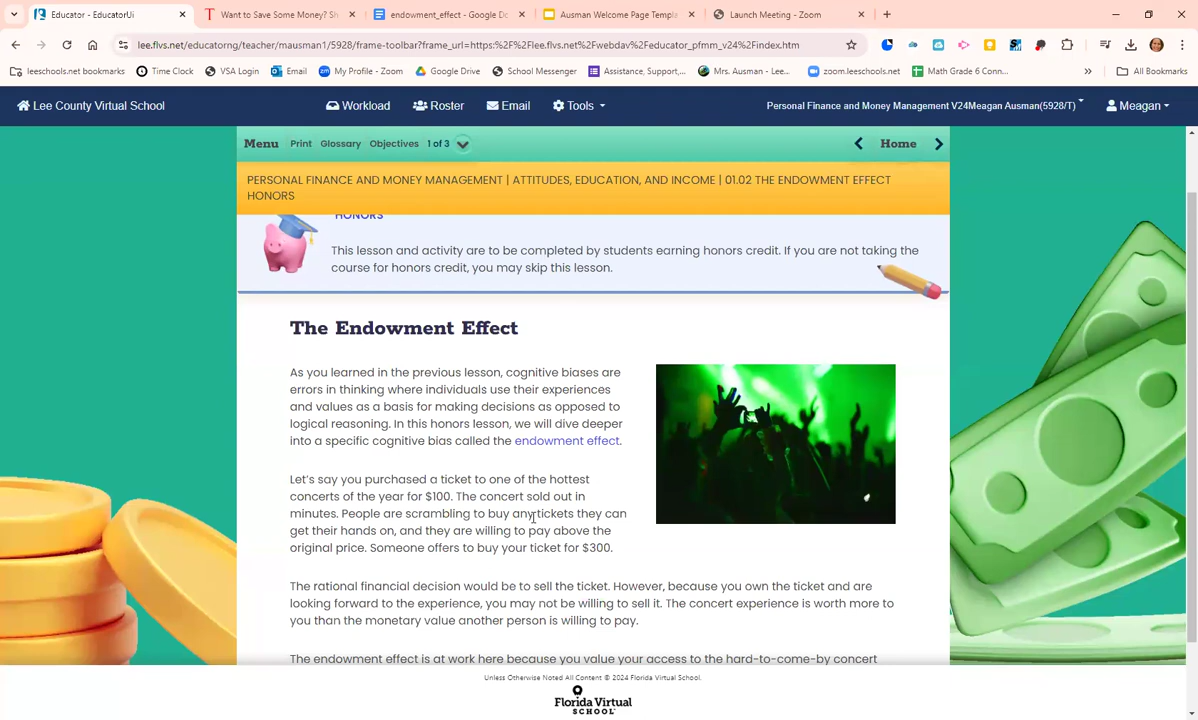 Educator - EducatorUi
Want to Save Some Money? Sh
endowment_effect - Google Do
Ausman Welcome Page Templa
Launch Meeting - Zoom
lee.flvs.net/educatorng/teacher/mausman1/5928/frame-toolbar?frame_url=https:%2F%2Flee.flvs.net%2Fwebdav%2Feducator_pfmm_v24%2Findex.htm
leeschools.net bookmarks
Time Clock
VSA Login
Email
My Profile - Zoom
Google Drive
School Messenger
Assistance, Support,...
Mrs. Ausman - Lee...
zoom.leeschools.net
Math Grade 6 Conn...
All Bookmarks
Lee County Virtual School
Workload
Roster
Email
Tools
Personal Finance and Money Management V24Meagan Ausman(5928/T)
Meagan
Menu
Print
Glossary
Objectives
1 of 3
Home
PERSONAL FINANCE AND MONEY MANAGEMENT | ATTITUDES, EDUCATION, AND INCOME | 01.02 THE ENDOWMENT EFFECT
HONORS
HONORS
This lesson and activity are to be completed by students earning honors credit. If you are not taking the
course for honors credit, you may skip this lesson.
The Endowment Effect
As you learned in the previous lesson, cognitive biases are
errors in thinking where individuals use their experiences
and values as a basis for making decisions as opposed to
logical reasoning. In this honors lesson, we will dive deeper
into a specific cognitive bias called the endowment effect.
Let's say you purchased a ticket to one of the hottest
concerts of the year for $100. The concert sold out in
minutes. People are scrambling to buy any tickets they can
get their hands on, and they are willing to pay above the
original price. Someone offers to buy your ticket for $300.
The rational financial decision would be to sell the ticket. However, because you own the ticket and are
looking forward to the experience, you may not be willing to sell it. The concert experience is worth more to
you than the monetary value another person is willing to pay.
The endowment effect is at work here because you value your access to the hard-to-come-by concert
Unless Otherwise Noted All Content © 2024 Florida Virtual School.
Florida Virtual
SCHOOL